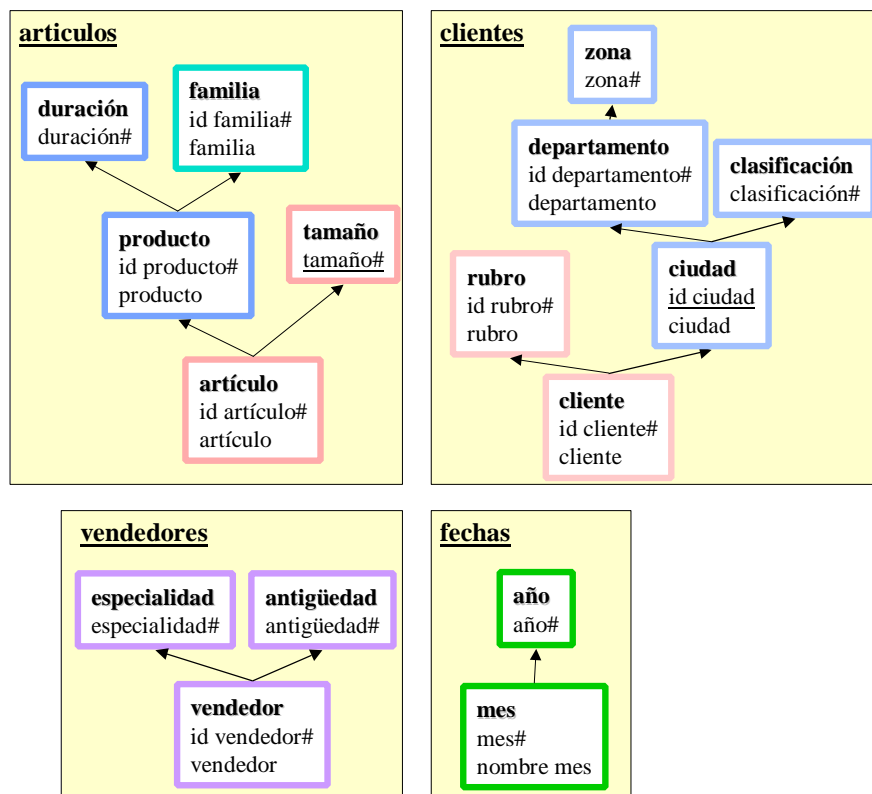 articulos
duración
duración#
familia
id familia#
familia
producto
id producto#
producto
tamaño
tamaño#
artículo
id artículo#
artículo
clientes
zona
zona#
departamento
id departamento#
departamento
clasificación
clasificación#
rubro
id rubro#
rubro
ciudad
id ciudad
ciudad
cliente
id cliente#
cliente
vendedores
especialidad
especialidad#
antigüedad
antigüedad#
vendedor
id vendedor#
vendedor
fechas
año
año#
mes
mes#
nombre mes